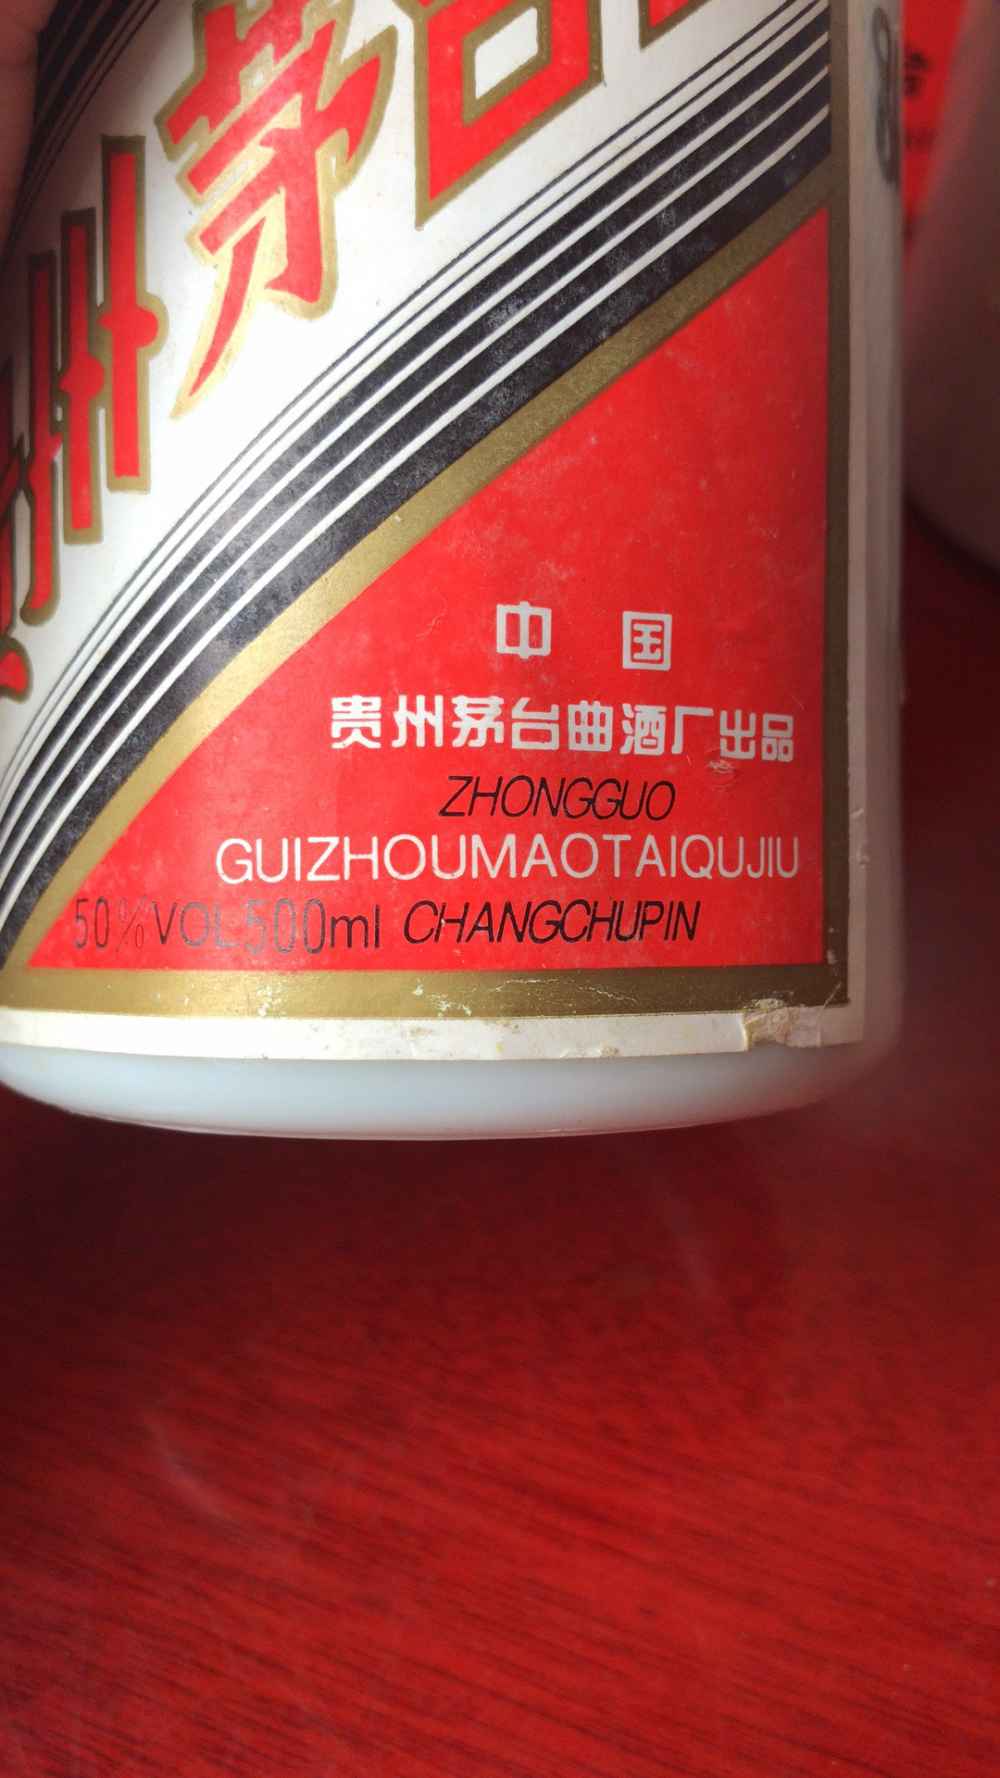 贵州茅台
中国
贵州茅台曲酒厂出品
ZHONGGUO
GUIZHOUMAOTAIQUJIU
50%VOL500ml CHANGCHUPIN